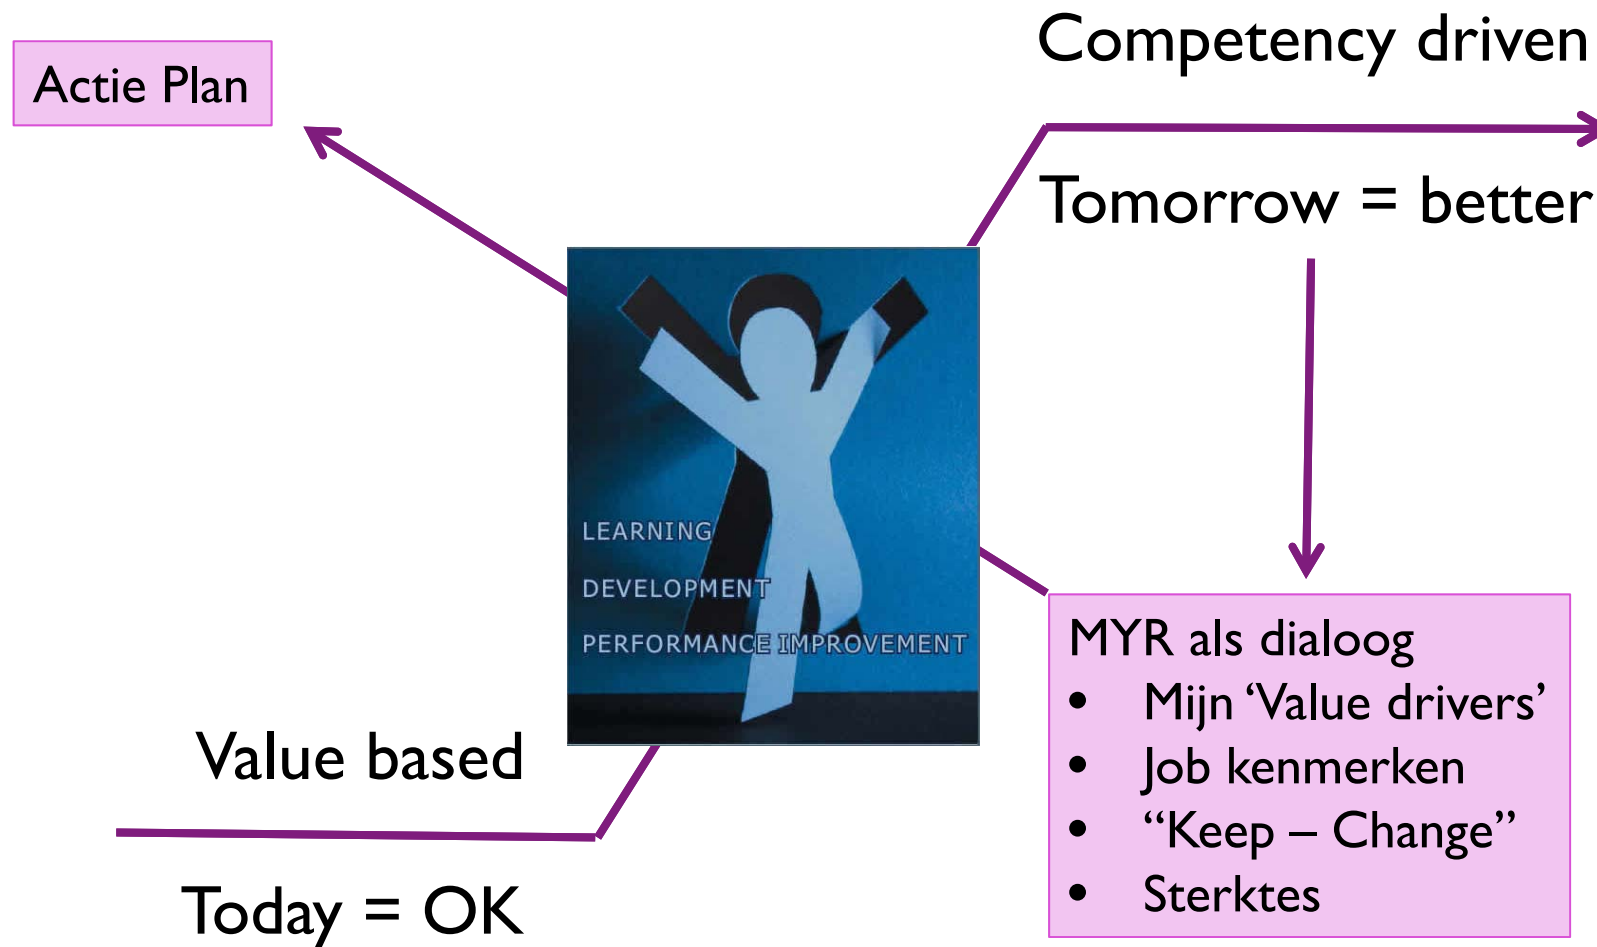 Actie Plan
Competency driven
Tomorrow = better
LEARNING
DEVELOPMENT
PERFORMANCE IMPROVEMENT
Value based
Today = OK
MYR als dialoog
• Mijn ‘Value drivers’
• Job kenmerken
• “Keep – Change”
• Sterktes